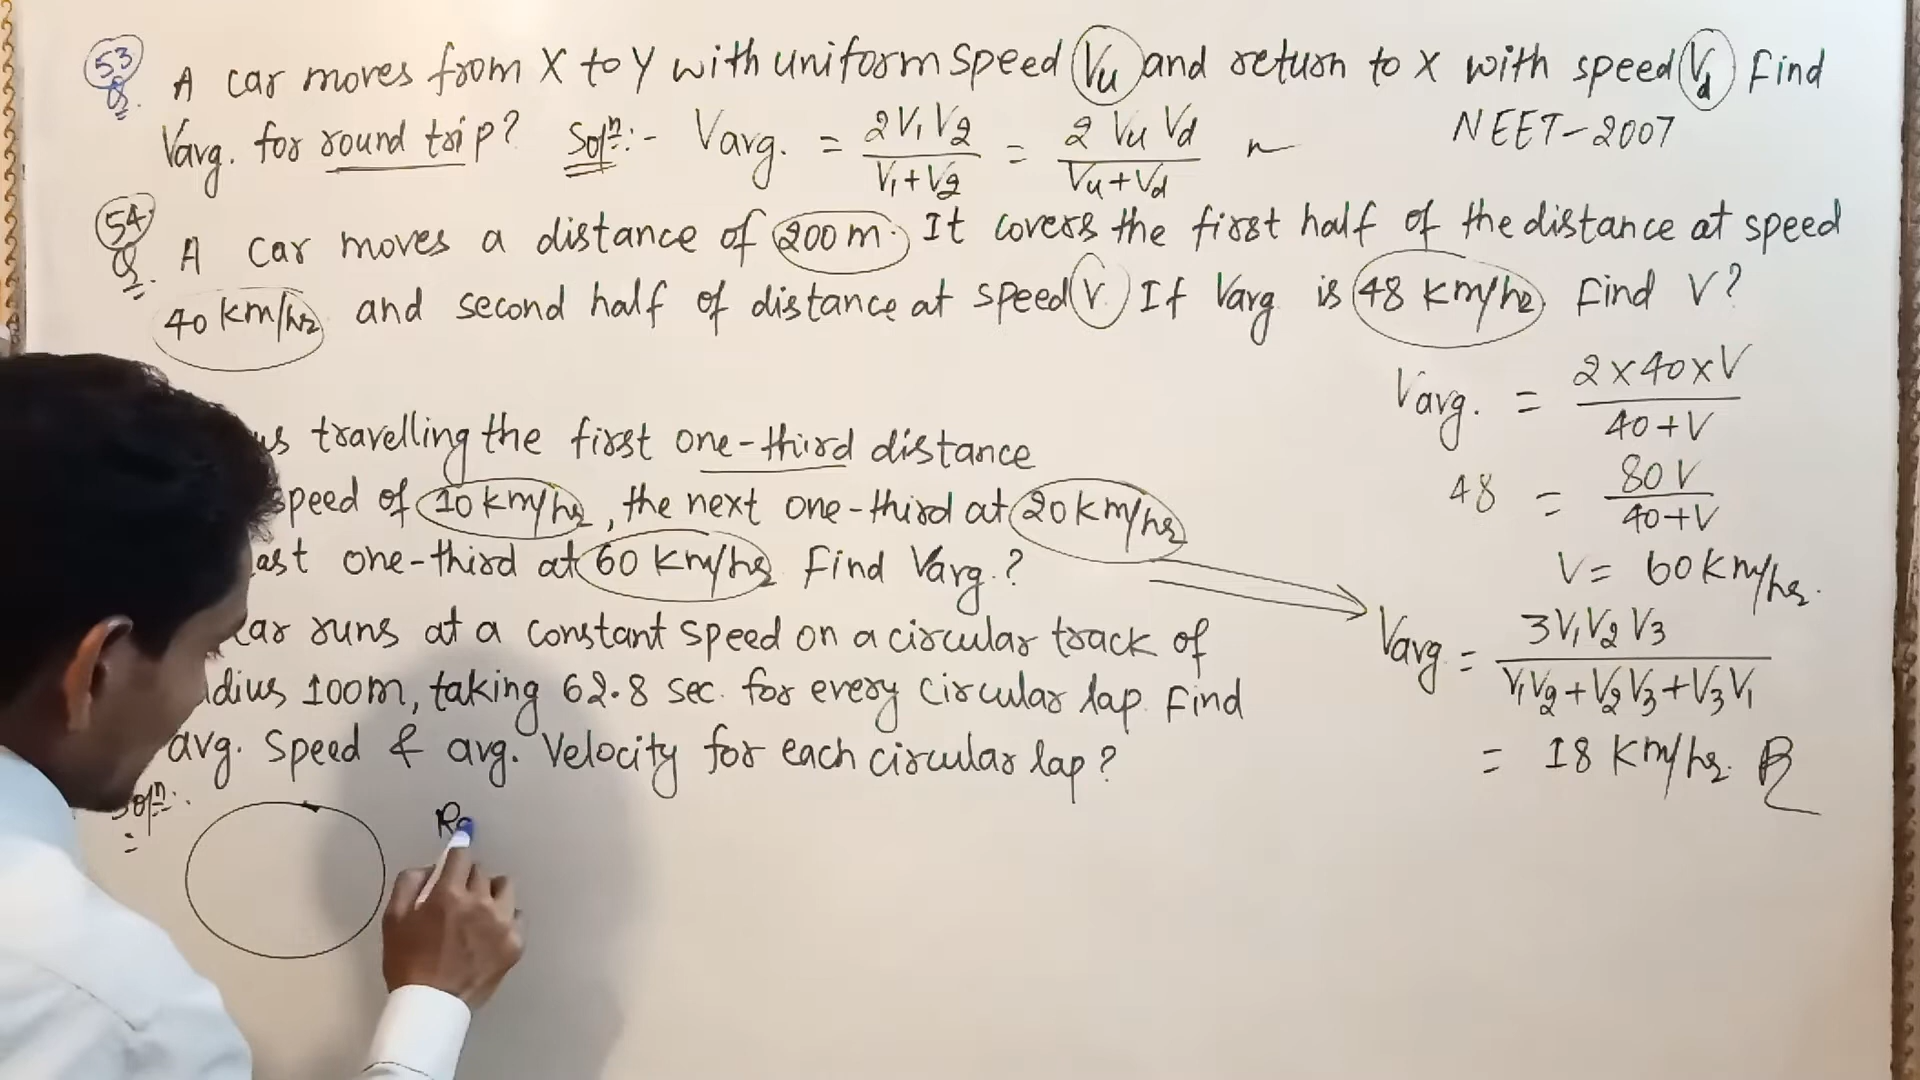 53 Q. A car moves from X to Y with uniform speed Vu and return to X with speed Vd Find
Varg. for round trip? Solⁿ:- Varg. = 2V₁V₂/(V₁+V₂) = 2VuVd/(Vu+Vd) NEET-2007
54 Q. A car moves a distance of 200 m. It covers the first half of the distance at speed
40 km/hr and second half of distance at speed V. If Varg is 48 km/hr Find V?
Varg. = 2×40×V/(40+V)
48 = 80V/(40+V)
V = 60 km/hr.
us travelling the first one-third distance
speed of 10 km/hr, the next one-third at 20 km/hr
ast one-third at 60 km/hr Find Varg.?
Varg = 3V₁V₂V₃/(V₁V₂+V₂V₃+V₃V₁)
= 18 km/hr.
car runs at a constant speed on a circular track of
dius 100m, taking 62.8 sec. for every circular lap. Find
avg. speed & avg. velocity for each circular lap?
Solⁿ: